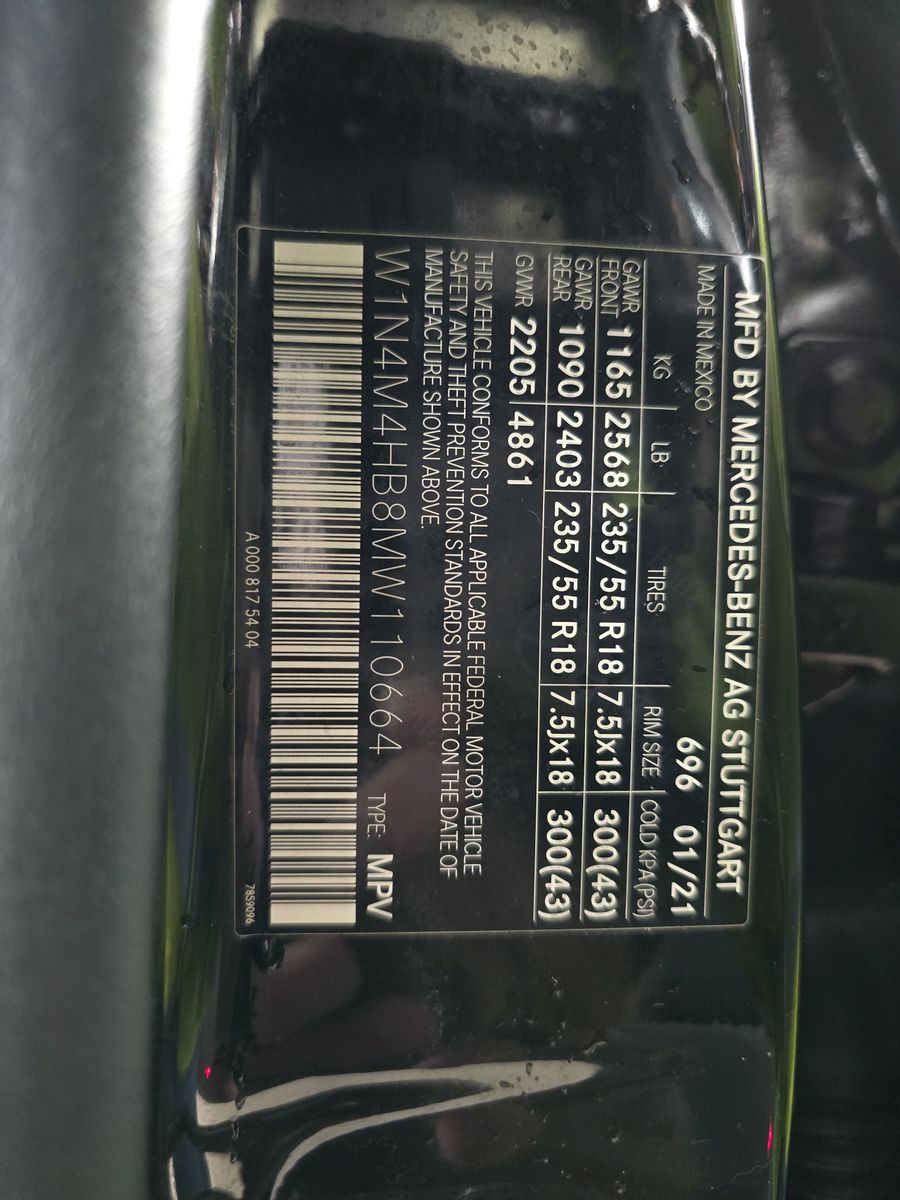 MFD BY MERCEDES-BENZ AG STUTTGART
MADE IN MEXICO 696 01/21
KG LB TIRES RIM SIZE COLD KPA(PSI)
GAWR FRONT 1165 2568 235/55 R18 7.5Jx18 300(43)
GAWR REAR 1090 2403 235/55 R18 7.5Jx18 300(43)
GVWR 2205 4861
THIS VEHICLE CONFORMS TO ALL APPLICABLE FEDERAL MOTOR VEHICLE
SAFETY AND THEFT PREVENTION STANDARDS IN EFFECT ON THE DATE OF
MANUFACTURE SHOWN ABOVE.
W1N4M4HB8MW110664 TYPE: MPV
A 000 817 54 04 7859096